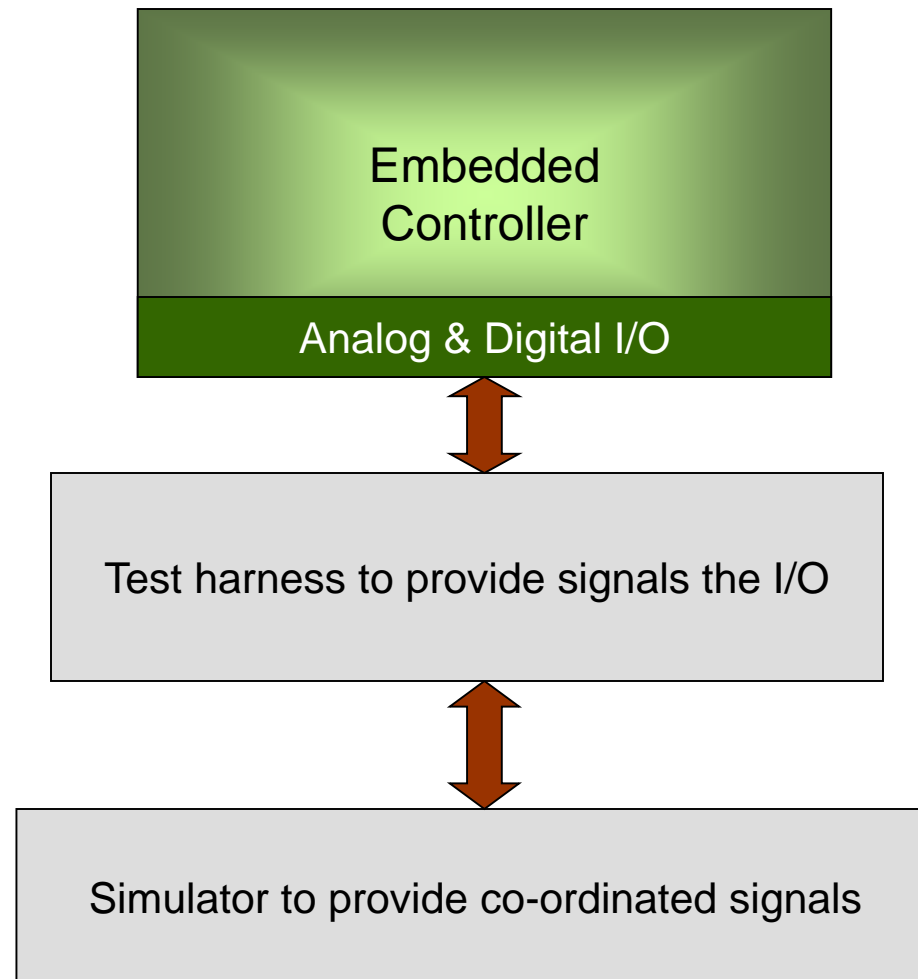 Embedded
Controller
Analog & Digital I/O
Test harness to provide signals the I/O
Simulator to provide co-ordinated signals